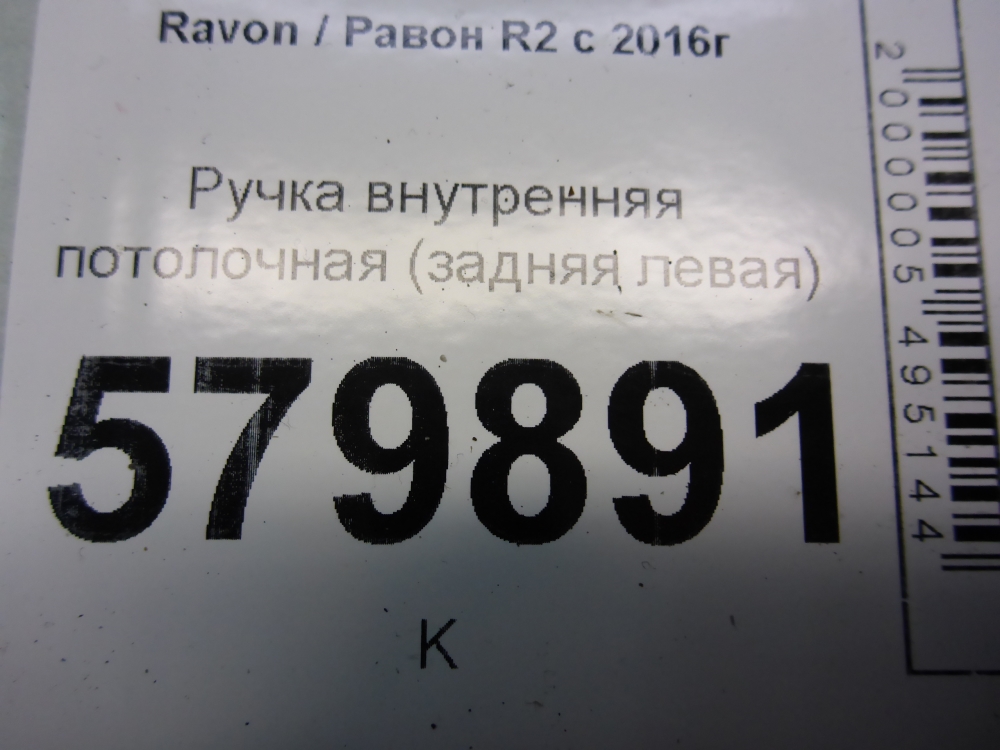 Ravon / Равон R2 с 2016г
Ручка внутренняя
потолочная (задняя левая)
579891
К
2000005495144